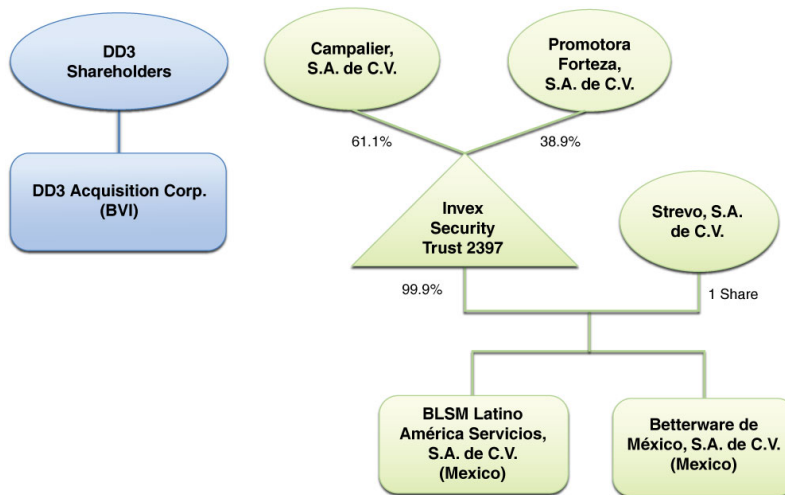 DD3
Shareholders
Campalier,
S.A. de C.V.
Promotora
Forteza,
S.A. de C.V.
61.1%
38.9%
DD3 Acquisition Corp.
(BVI)
Invex
Security
Trust 2397
Strevo, S.A.
de C.V.
99.9%
1 Share
BLSM Latino
América Servicios,
S.A. de C.V.
(Mexico)
Betterware de
México, S.A. de C.V.
(Mexico)